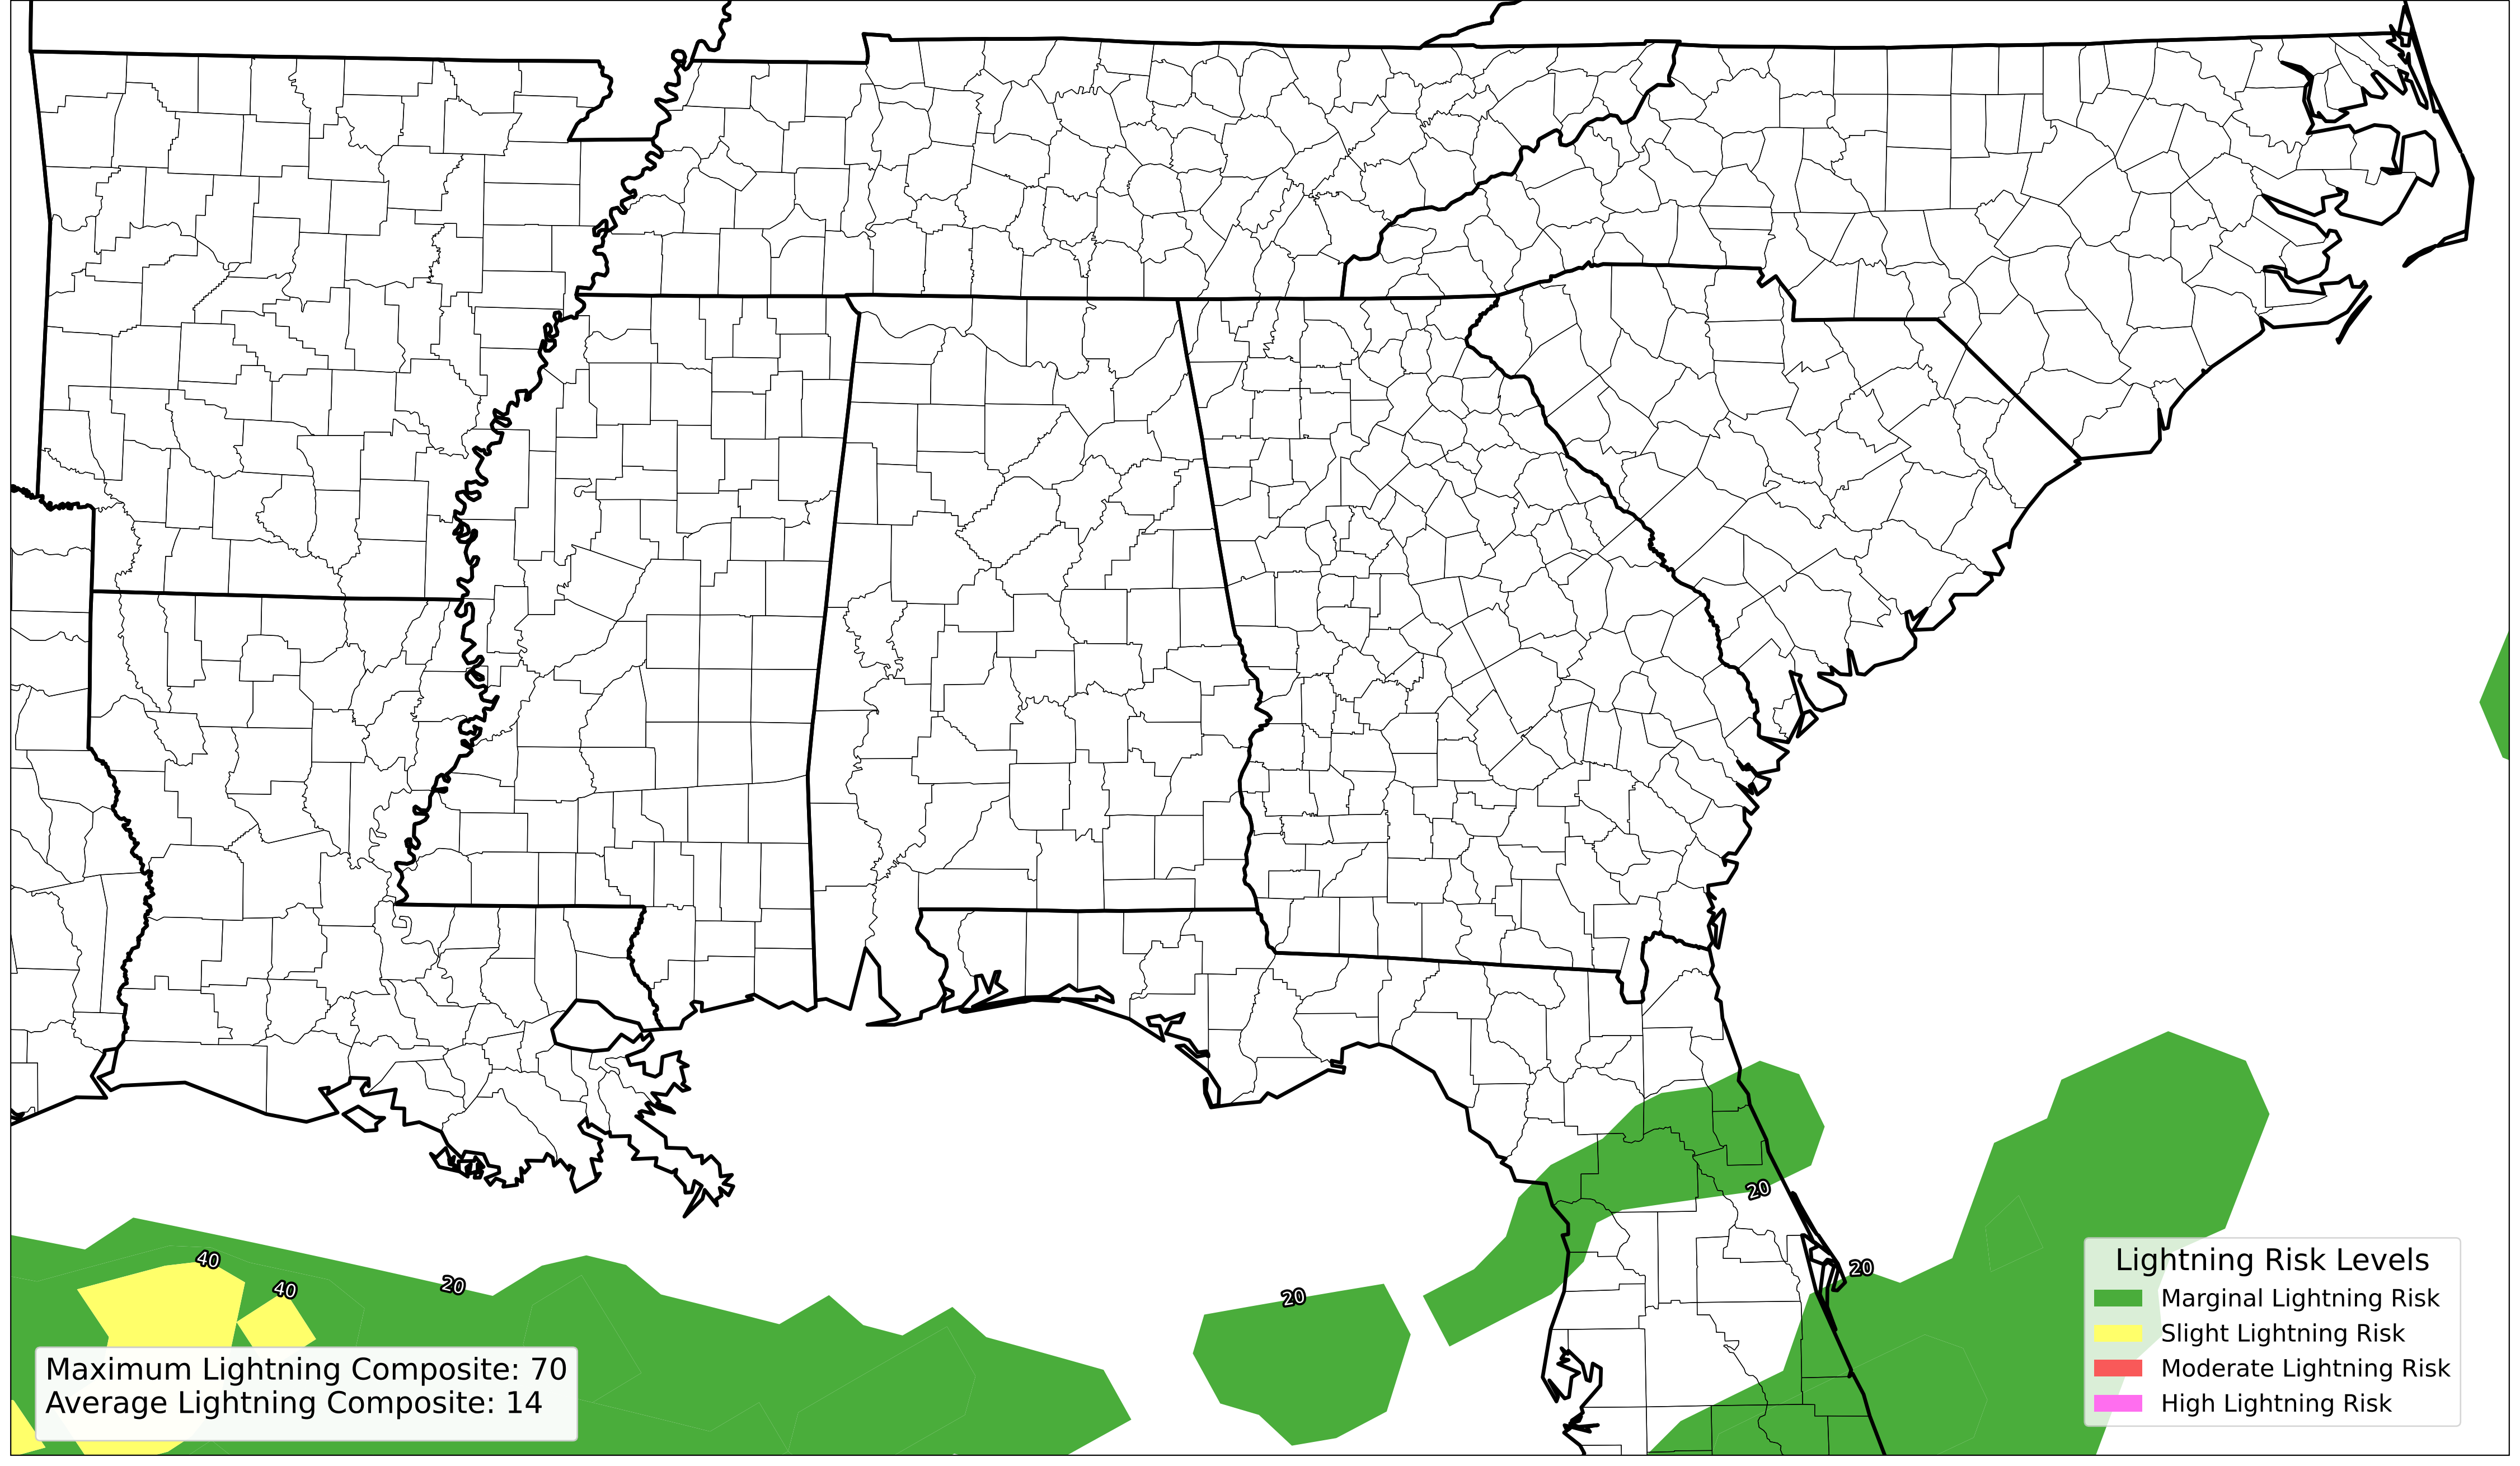 20
20
40
40
20
20
Lightning Risk Levels
Marginal Lightning Risk
Slight Lightning Risk
Moderate Lightning Risk
High Lightning Risk
Maximum Lightning Composite: 70
Average Lightning Composite: 14